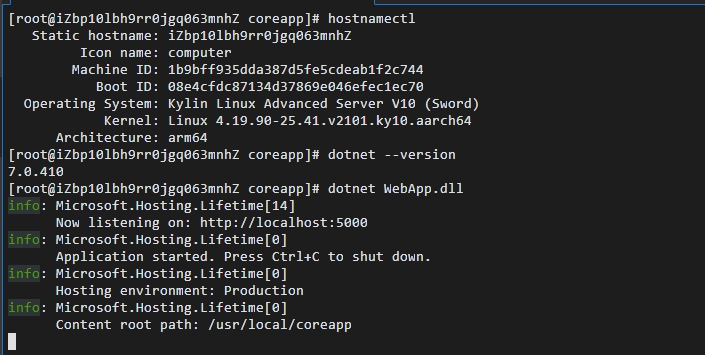 [root@iZbp10lbh9rr0jgq063mnhZ coreapp]# hostnamectl
Static hostname: iZbp10lbh9rr0jgq063mnhZ
Icon name: computer
Machine ID: 1b9bff935dda387d5fe5cdeab1f2c744
Boot ID: 08e4cfdc87134d37869e046efec1ec70
Operating System: Kylin Linux Advanced Server V10 (Sword)
Kernel: Linux 4.19.90-25.41.v2101.ky10.aarch64
Architecture: arm64
[root@iZbp10lbh9rr0jgq063mnhZ coreapp]# dotnet --version
7.0.410
[root@iZbp10lbh9rr0jgq063mnhZ coreapp]# dotnet WebApp.dll
info: Microsoft.Hosting.Lifetime[14]
Now listening on: http://localhost:5000
info: Microsoft.Hosting.Lifetime[0]
Application started. Press Ctrl+C to shut down.
info: Microsoft.Hosting.Lifetime[0]
Hosting environment: Production
info: Microsoft.Hosting.Lifetime[0]
Content root path: /usr/local/coreapp